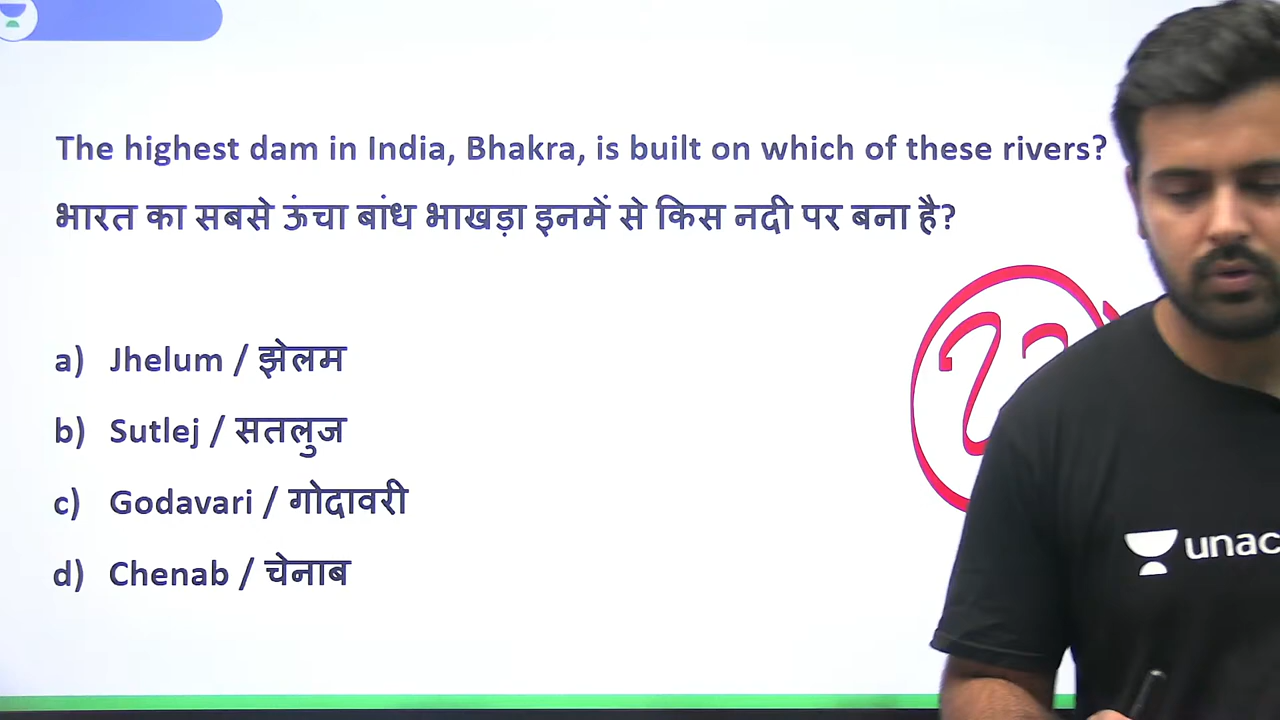 The highest dam in India, Bhakra, is built on which of these rivers?
भारत का सबसे ऊंचा बांध भाखड़ा इनमें से किस नदी पर बना है?
a) Jhelum / झेलम
b) Sutlej / सतलुज
c) Godavari / गोदावरी
d) Chenab / चेनाब
unac